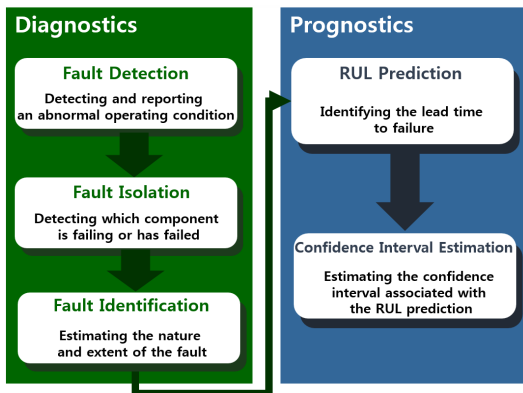 Diagnostics
Fault Detection
Detecting and reporting
an abnormal operating condition
Fault Isolation
Detecting which component
is failing or has failed
Fault Identification
Estimating the nature
and extent of the fault
Prognostics
RUL Prediction
Identifying the lead time
to failure
Confidence Interval Estimation
Estimating the confidence
interval associated with
the RUL prediction